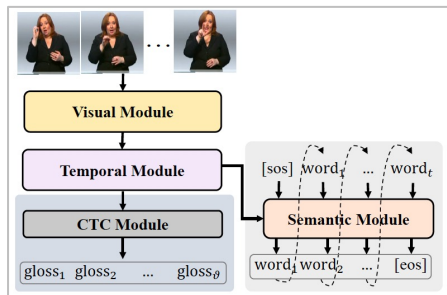 ...
Visual Module
Temporal Module
[sos] word₁ ... wordₜ
CTC Module
Semantic Module
gloss₁ gloss₂ ... gloss𝜗
word₁ word₂ ... [eos]